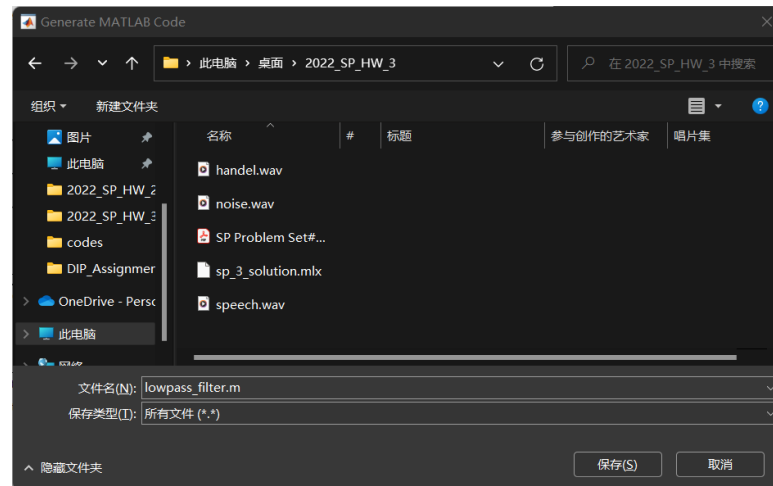 Generate MATLAB Code
此电脑 › 桌面 › 2022_SP_HW_3
在 2022_SP_HW_3 中搜索
组织
新建文件夹
图片
此电脑
2022_SP_HW_2
2022_SP_HW_3
codes
DIP_Assignmer
OneDrive - Perso
此电脑
网络
名称 # 标题 参与创作的艺术家 唱片集
handel.wav
noise.wav
SP Problem Set#...
sp_3_solution.mlx
speech.wav
文件名(N): lowpass_filter.m
保存类型(T): 所有文件 (*.*)
隐藏文件夹
保存(S)
取消